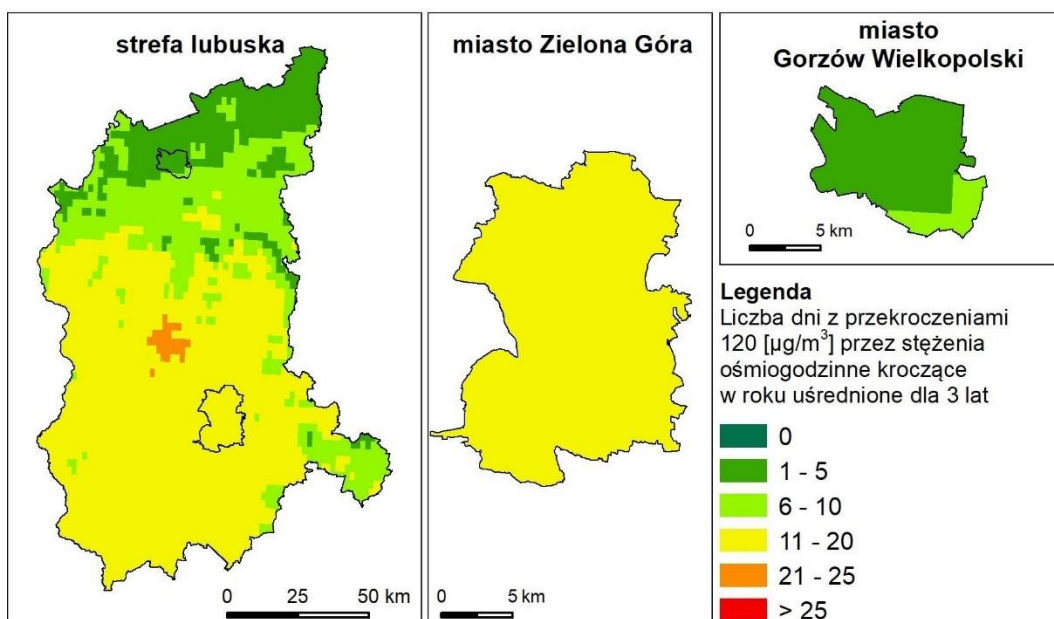 strefa lubuska
0 25 50 km
miasto Zielona Góra
0 5 km
miasto
Gorzów Wielkopolski
0 5 km
Legenda
Liczba dni z przekroczeniami
120 [µg/m³] przez stężenia
ośmiogodzinne kroczące
w roku uśrednione dla 3 lat
0
1 - 5
6 - 10
11 - 20
21 - 25
> 25